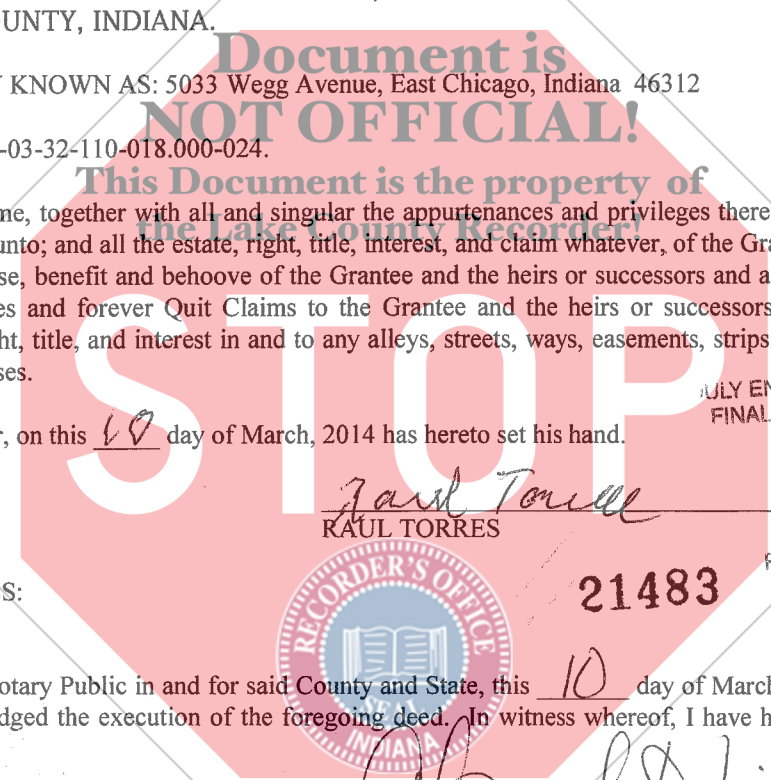 UNTY, INDIANA.
Document is
KNOWN AS: 5033 Wegg Avenue, East Chicago, Indiana 46312
NOT OFFICIAL!
-03-32-110-018.000-024.
This Document is the property of
ne, together with all and singular the appurtenances and privileges there
the Lake County Recorder!
unto; and all the estate, right, title, interest, and claim whatever, of the Gra
se, benefit and behoove of the Grantee and the heirs or successors and a
es and forever Quit Claims to the Grantee and the heirs or successors
ht, title, and interest in and to any alleys, streets, ways, easements, strips
ses.
STOP
ULY EN
FINAL
r, on this 10 day of March, 2014 has hereto set his hand.
Raul Torres
RAUL TORRES
RECORDER'S OFFICE
21483
S:
SEAL
INDIANA
otary Public in and for said County and State, this 10 day of March
dged the execution of the foregoing deed. In witness whereof, I have h